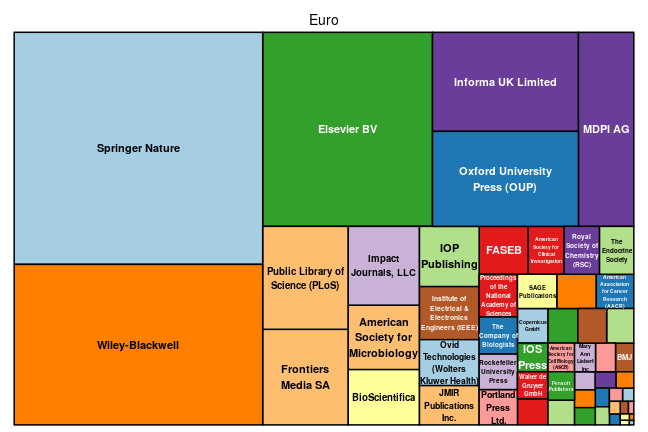 Euro
Springer Nature
Wiley-Blackwell
Elsevier BV
Informa UK Limited
Oxford University
Press (OUP)
MDPI AG
Public Library of
Science (PLoS)
Frontiers
Media SA
Impact
Journals, LLC
American
Society for
Microbiology
BioScientifica
IOP
Publishing
Institute of
Electrical &
Electronics
Engineers (IEEE)
Ovid
Technologies
(Wolters
Kluwer Health)
JMIR
Publications
Inc.
FASEB
American
Society for
Clinical
Investigation
Royal
Society of
Chemistry
(RSC)
The
Endocrine
Society
Proceedings
of the
National
Academy of
Sciences
The
Company of
Biologists
Rockefeller
University
Press
Portland
Press
Ltd.
SAGE
Publications
American
Association
for Cancer
Research
(AACR)
Copernicus
GmbH
IOS
Press
American
Society for
Cell Biology
(ASCB)
Mary
Ann
Liebert
Inc
BMJ
Walter de
Gruyter
GmbH
Pensoft
Publishers